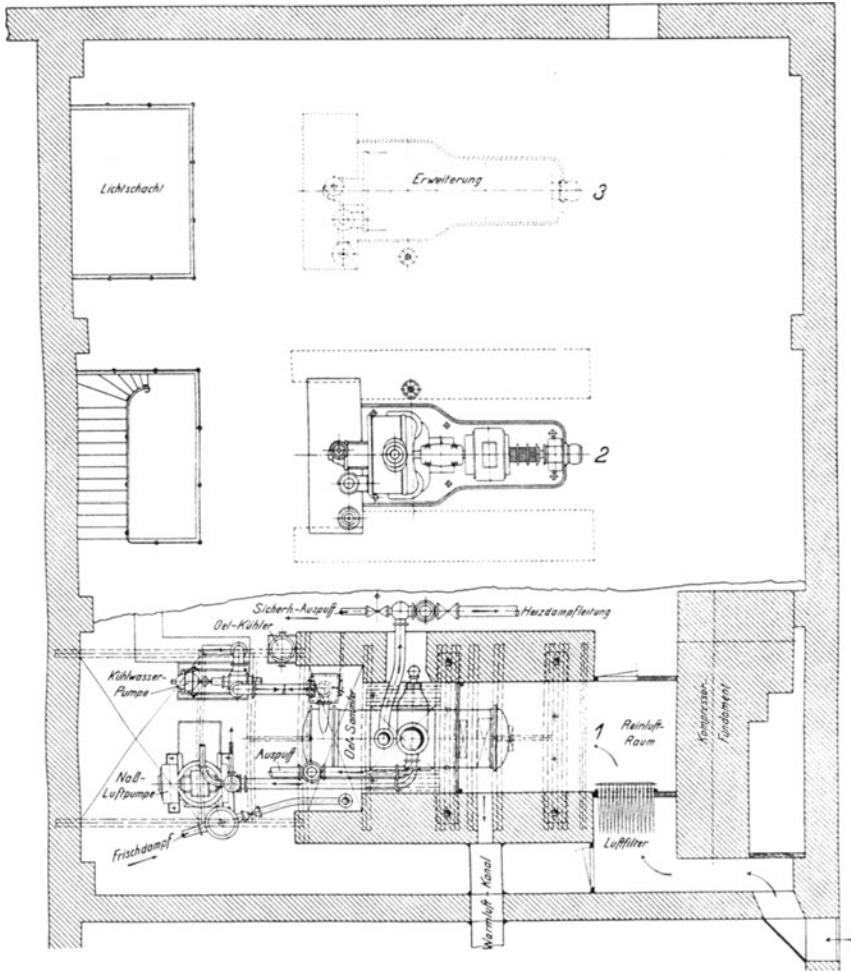 Lichtschacht
Erweiterung
3
2
Sicherh.-Auspuff
Heizdampfleitung
Oel-Kühler
Kühlwasser-
Pumpe
Oel-Sammler
1
Reinluft-
Raum
Kompressor-
fundament
Auspuff
Naß-
Luftpumpe
Luftfilter
Frischdampf
Warmluft-Kanal